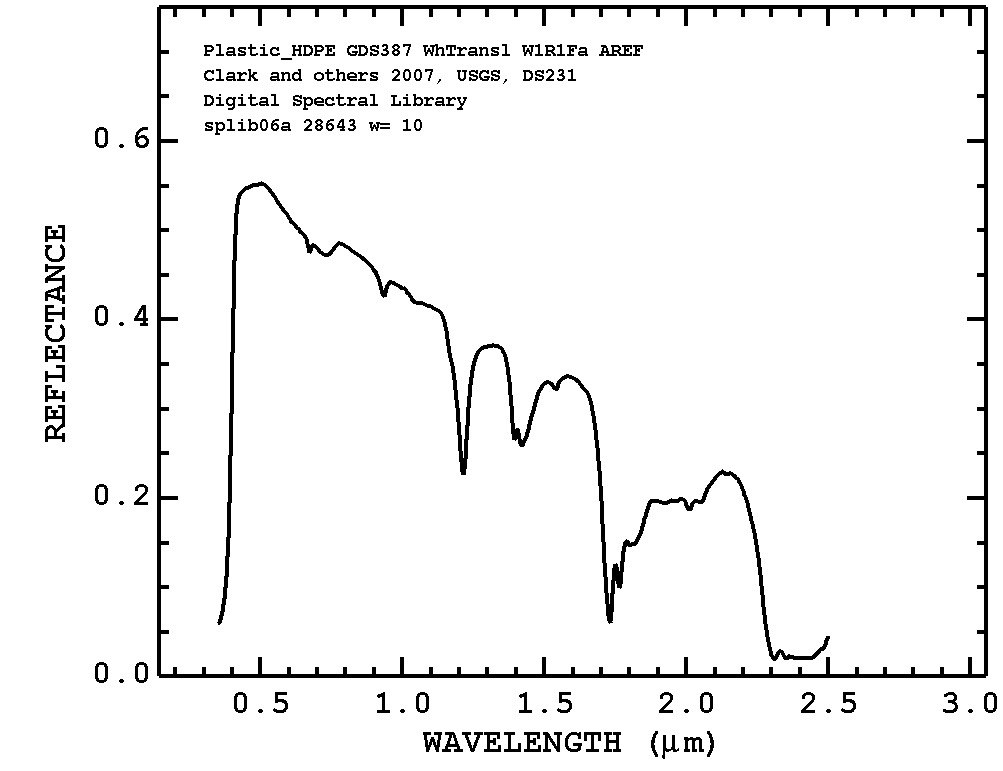 Plastic_HDPE GDS387 WhTransl W1R1Fa AREF
Clark and others 2007, USGS, DS231
Digital Spectral Library
splib06a 28643 w= 10
0.6
0.4
0.2
0.0
REFLECTANCE
0.5 1.0 1.5 2.0 2.5 3.0
WAVELENGTH (μm)